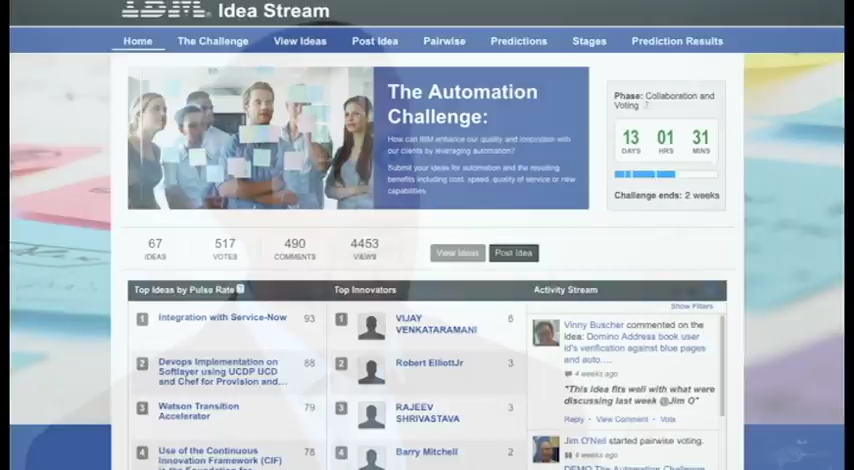 IBM. Idea Stream
Home The Challenge View Ideas Post Idea Pairwise Predictions Stages Prediction Results
The Automation
Challenge:
How can IBM enhance our quality and innovation with
our clients by leveraging automation?
Submit your ideas for automation and the resulting
benefits including cost, speed, quality of service or new
capabilities.
Phase: Collaboration and
Voting ?
13 01 31
DAYS HRS MINS
Challenge ends: 2 weeks
67 517 490 4453
IDEAS VOTES COMMENTS VIEWS
View Ideas Post Idea
Top Ideas by Pulse Rate ?
1 Integration with Service-Now 93
2 Devops Implementation on 88
Softlayer using UCDP UCD
and Chef for Provision and...
3 Watson Transition 79
Accelerator
4 Use of the Continuous 78
Innovation Framework (CIF)
Top Innovators
1 VIJAY 6
VENKATARAMANI
2 Robert ElliottJr 3
3 RAJEEV 3
SHRIVASTAVA
4 Barry Mitchell 2
Activity Stream
Show Filters
Vinny Buscher commented on the
idea: Domino Address book user
id's verification against blue pages
and auto....
4 weeks ago
"This idea fits well with what were
discussing last week @Jim O"
Reply - View Comment - Vote
Jim O'Neil started pairwise voting.
4 weeks ago
DEMO The Automation Challenge